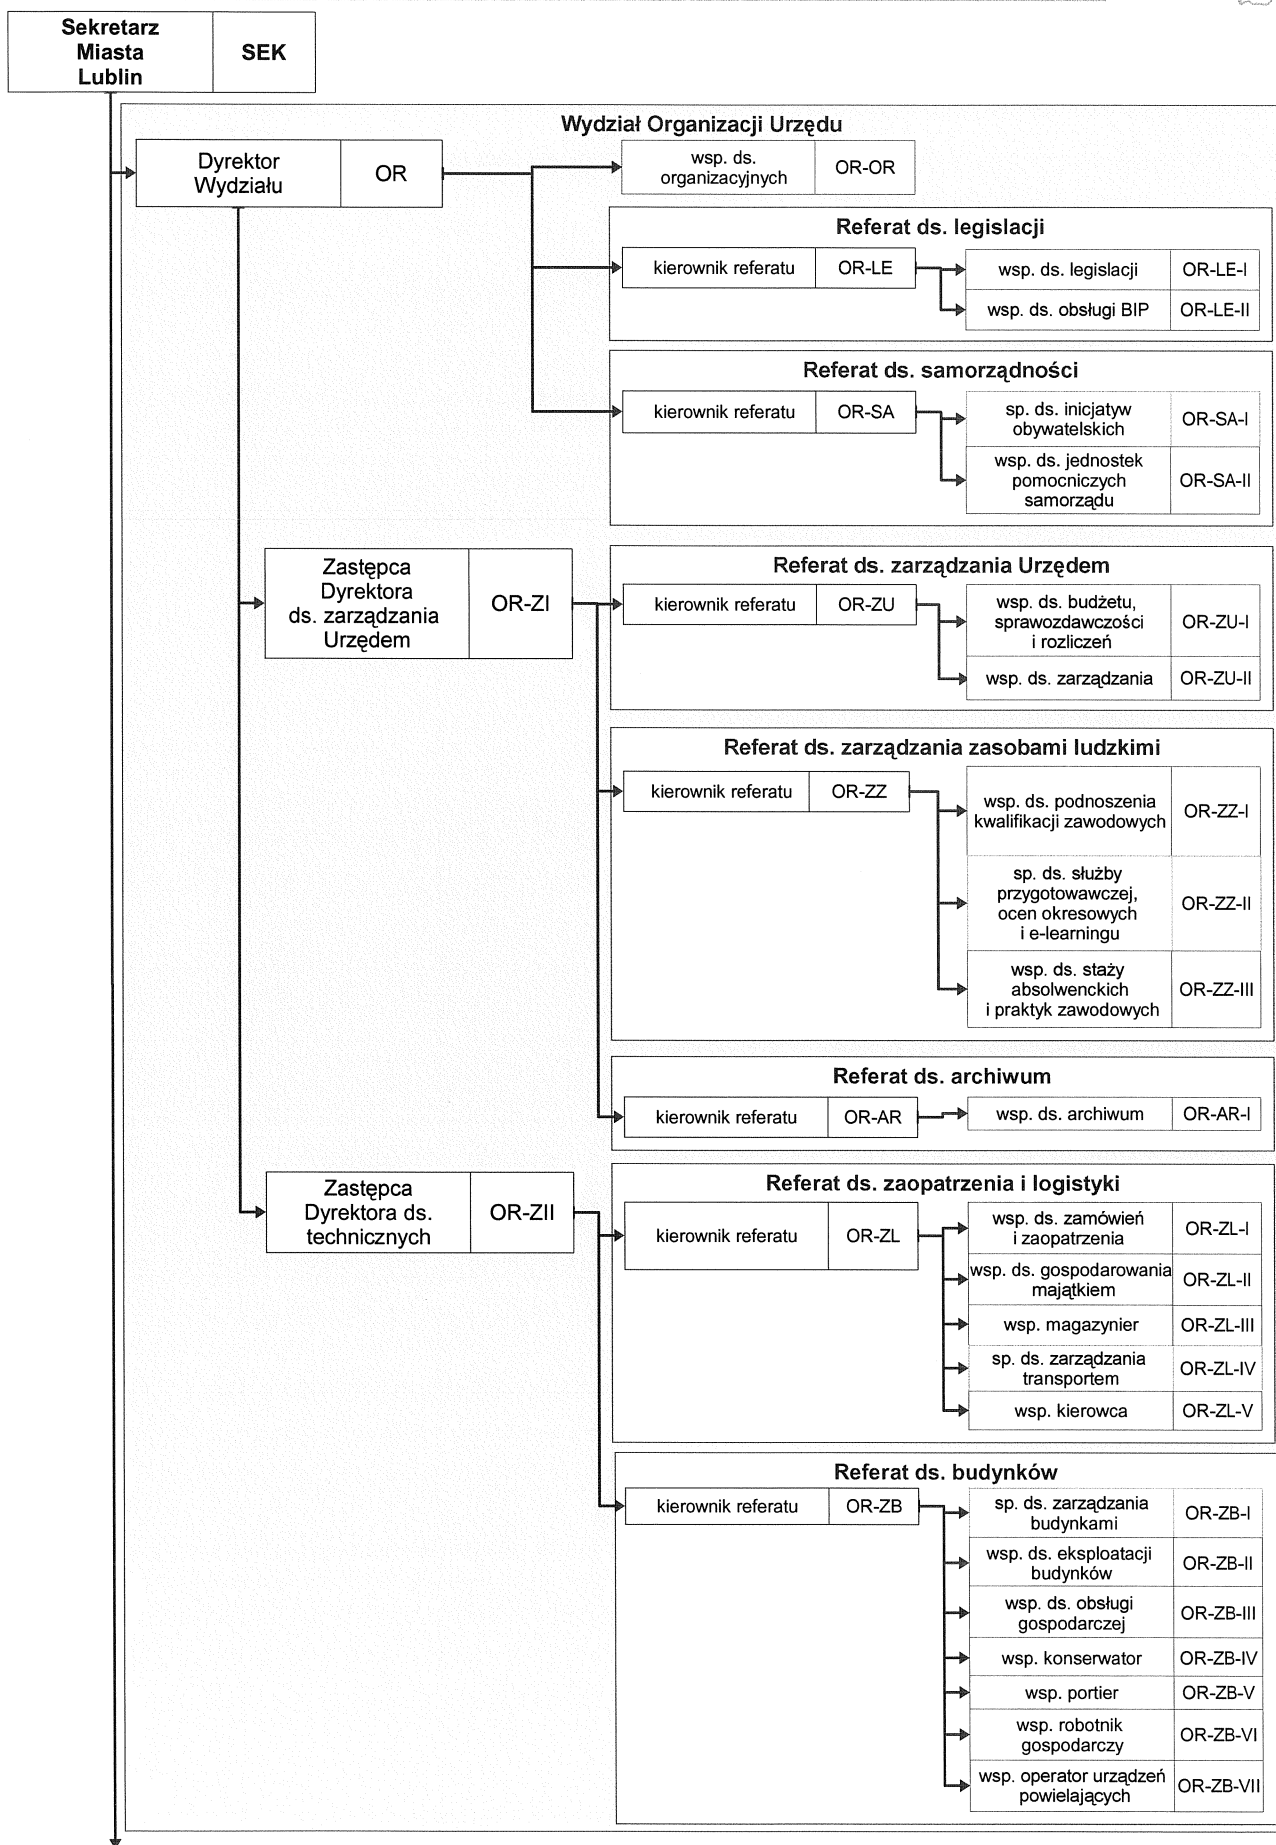 Sekretarz
Miasta
Lublin
SEK
Wydział Organizacji Urzędu
Dyrektor
Wydziału
OR
wsp. ds.
organizacyjnych
OR-OR
Referat ds. legislacji
kierownik referatu
OR-LE
wsp. ds. legislacji
OR-LE-I
wsp. ds. obsługi BIP
OR-LE-II
Referat ds. samorządności
kierownik referatu
OR-SA
sp. ds. inicjatyw
obywatelskich
OR-SA-I
wsp. ds. jednostek
pomocniczych
samorządu
OR-SA-II
Zastępca
Dyrektora
ds. zarządzania
Urzędem
OR-ZI
Referat ds. zarządzania Urzędem
kierownik referatu
OR-ZU
wsp. ds. budżetu,
sprawozdawczości
i rozliczeń
OR-ZU-I
wsp. ds. zarządzania
OR-ZU-II
Referat ds. zarządzania zasobami ludzkimi
kierownik referatu
OR-ZZ
wsp. ds. podnoszenia
kwalifikacji zawodowych
OR-ZZ-I
sp. ds. służby
przygotowawczej,
ocen okresowych
i e-learningu
OR-ZZ-II
wsp. ds. staży
absolwenckich
i praktyk zawodowych
OR-ZZ-III
Referat ds. archiwum
kierownik referatu
OR-AR
wsp. ds. archiwum
OR-AR-I
Zastępca
Dyrektora ds.
technicznych
OR-ZII
Referat ds. zaopatrzenia i logistyki
kierownik referatu
OR-ZL
wsp. ds. zamówień
i zaopatrzenia
OR-ZL-I
wsp. ds. gospodarowania
majątkiem
OR-ZL-II
wsp. magazynier
OR-ZL-III
sp. ds. zarządzania
transportem
OR-ZL-IV
wsp. kierowca
OR-ZL-V
Referat ds. budynków
kierownik referatu
OR-ZB
sp. ds. zarządzania
budynkami
OR-ZB-I
wsp. ds. eksploatacji
budynków
OR-ZB-II
wsp. ds. obsługi
gospodarczej
OR-ZB-III
wsp. konserwator
OR-ZB-IV
wsp. portier
OR-ZB-V
wsp. robotnik
gospodarczy
OR-ZB-VI
wsp. operator urządzeń
powielających
OR-ZB-VII